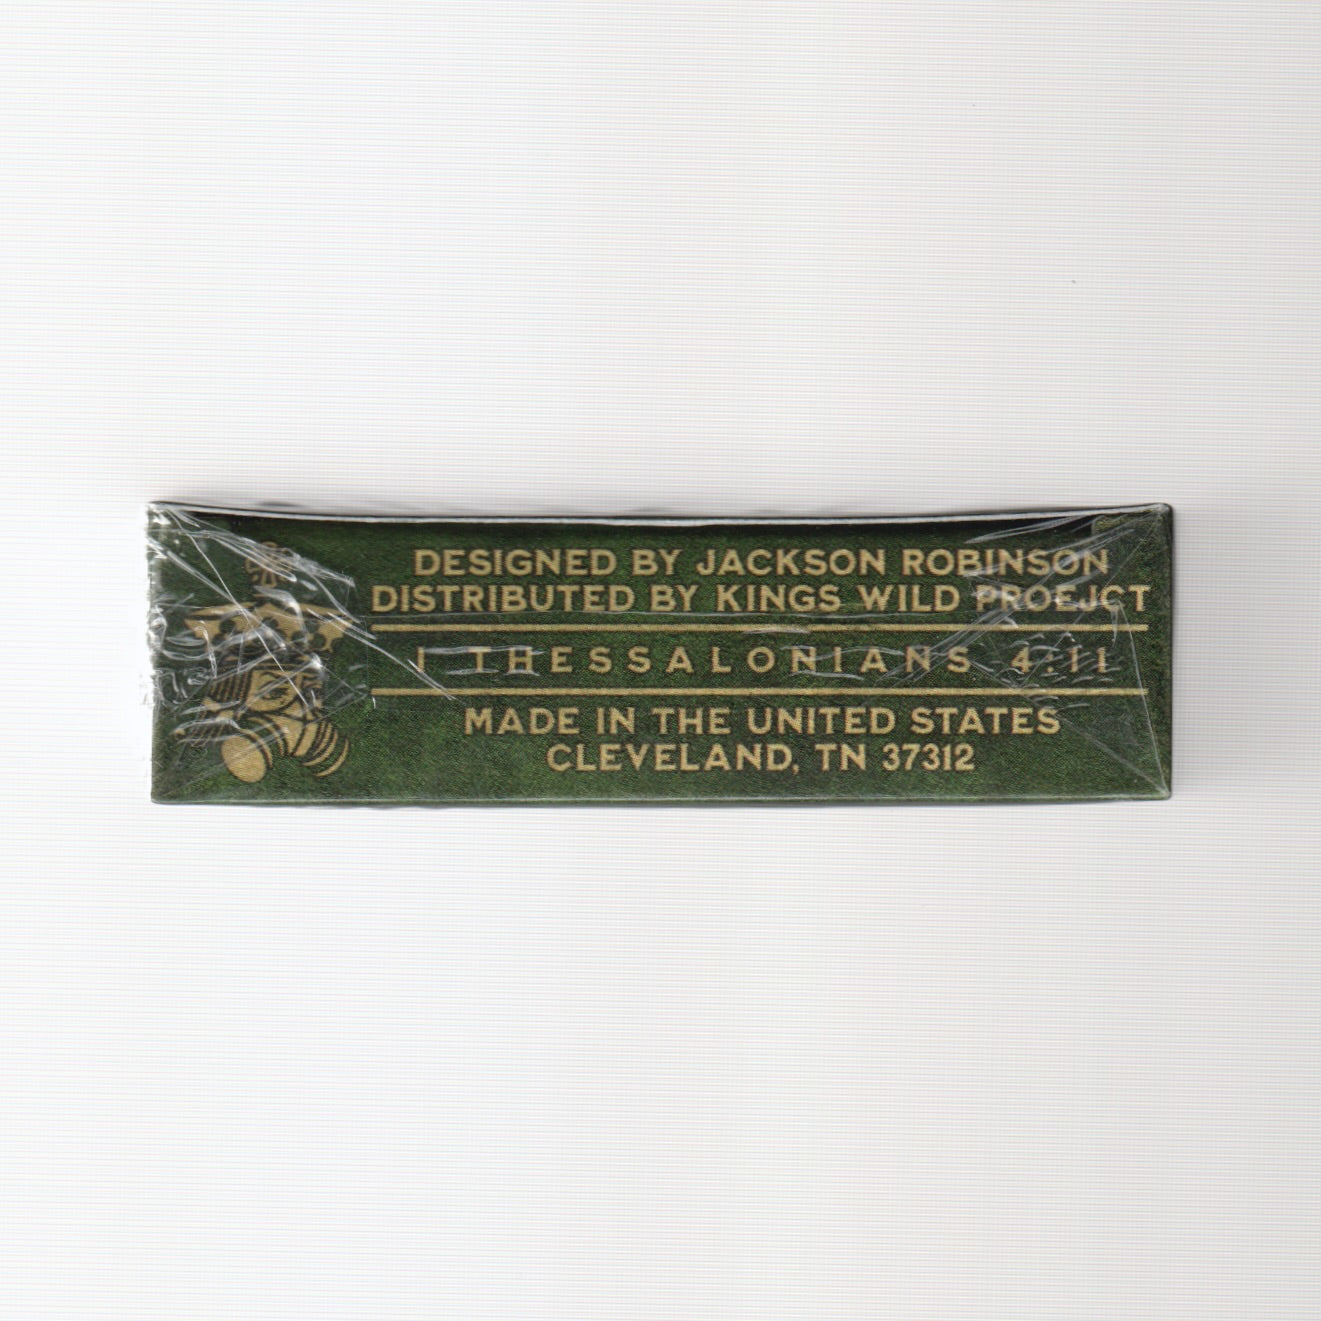 DESIGNED BY JACKSON ROBINSON
DISTRIBUTED BY KINGS WILD PROEJCT
1 THESSALONIANS 4:11
MADE IN THE UNITED STATES
CLEVELAND, TN 37312